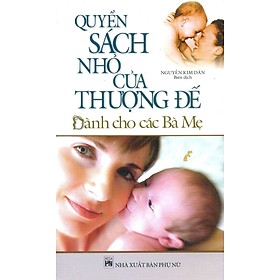 QUYỂN
SÁCH
NHỎ
CỦA
THƯỢNG ĐẾ
NGUYỄN KIM DÂN
Biên dịch
Dành cho các Bà Mẹ
NHÀ XUẤT BẢN PHỤ NỮ